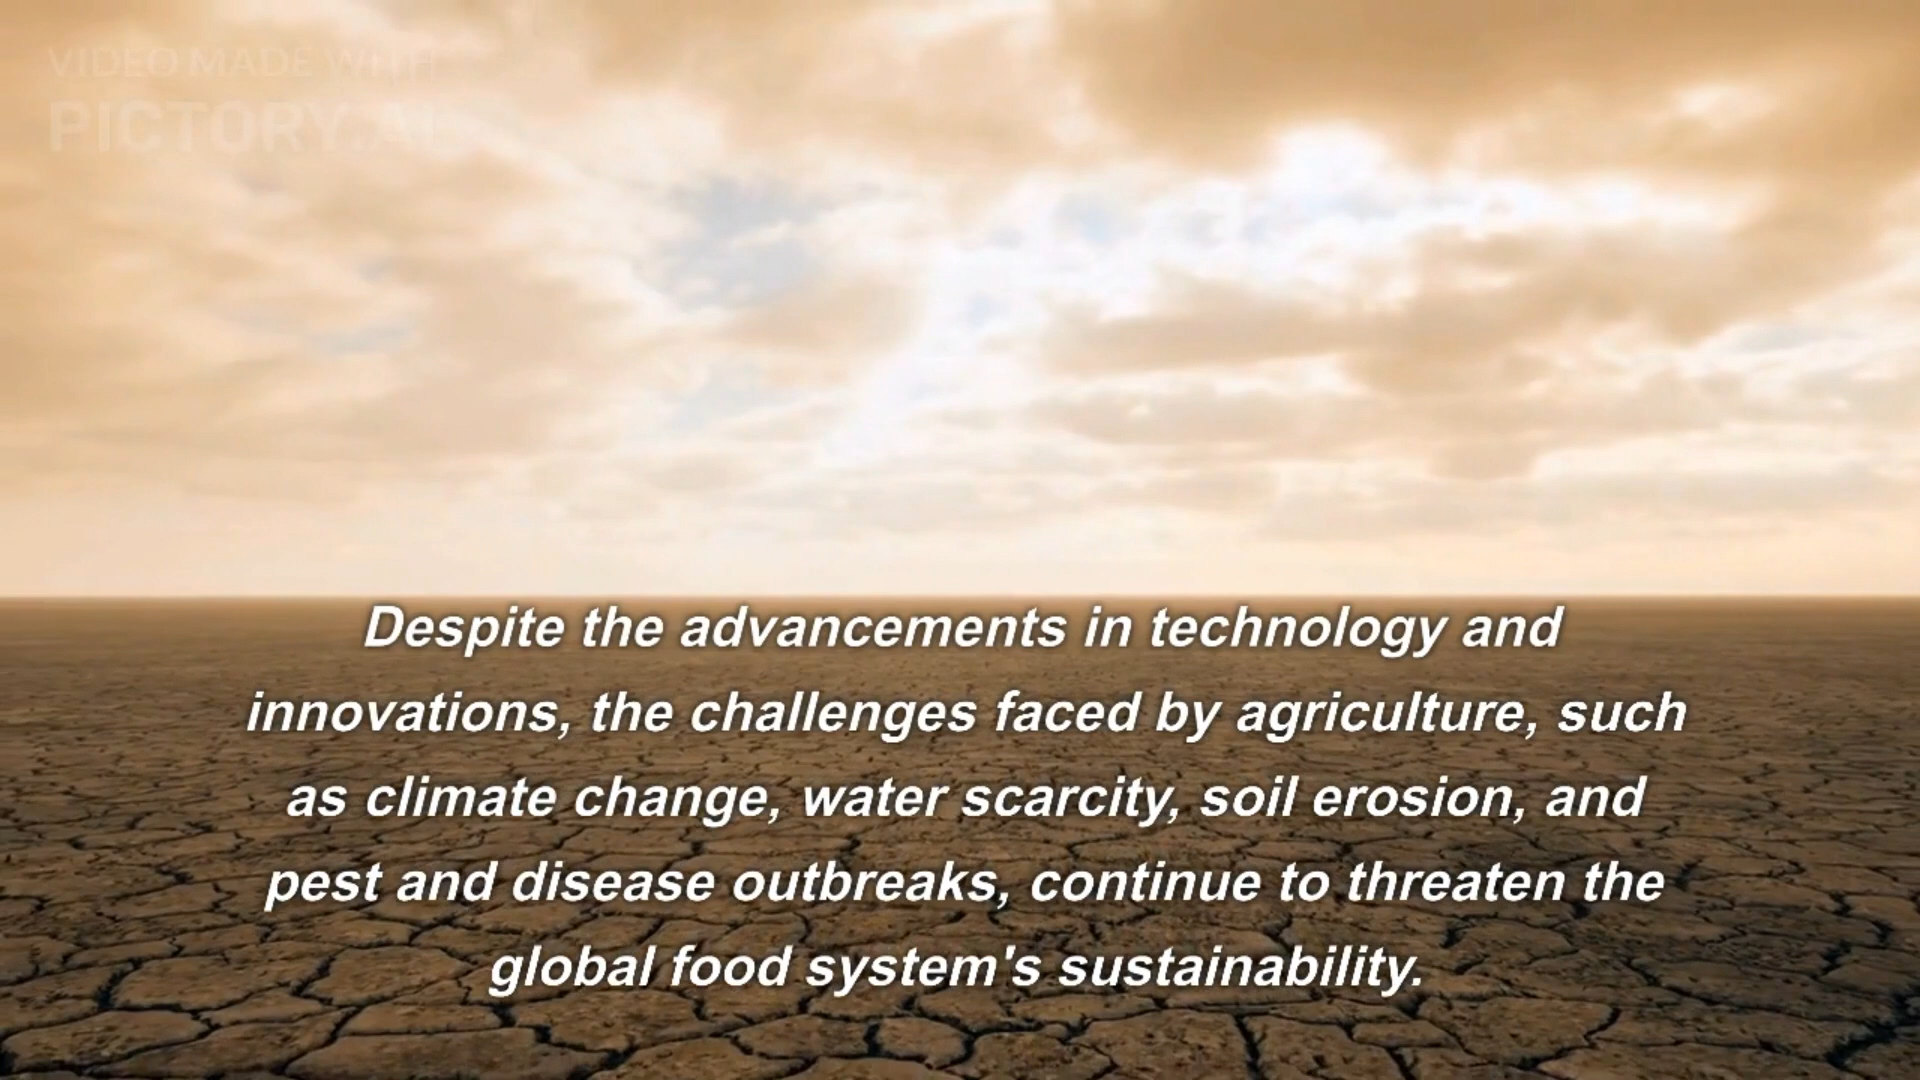 VIDEO MADE WITH
PICTORY.AI
Despite the advancements in technology and
innovations, the challenges faced by agriculture, such
as climate change, water scarcity, soil erosion, and
pest and disease outbreaks, continue to threaten the
global food system's sustainability.